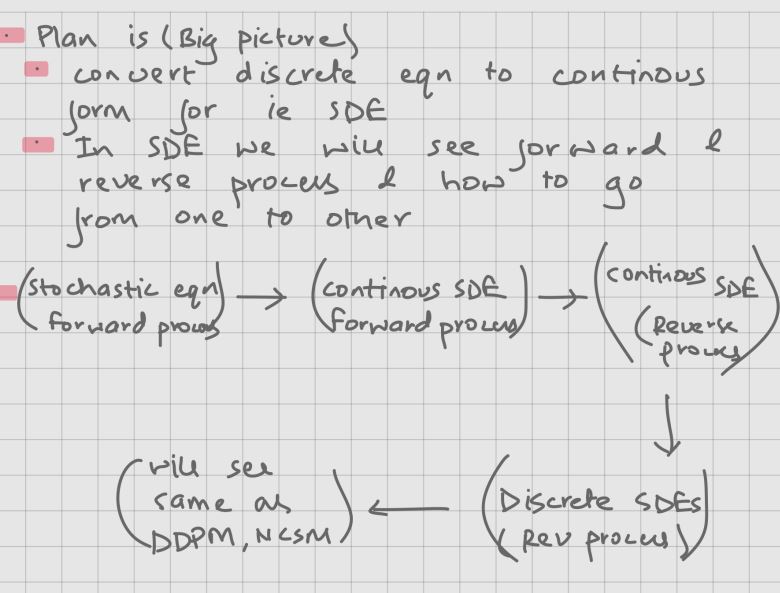 Plan is (Big picture)
convert discrete eqn to continous
form for ie SDE
In SDE we will see forward &
reverse process & how to go
from one to other
(Stochastic eqn
forward process)
(continous SDE
Forward process)
(continous SDE
(Reverse
process)
Discrete SDEs
(Rev process)
will see
same as
DDPM, NCSM